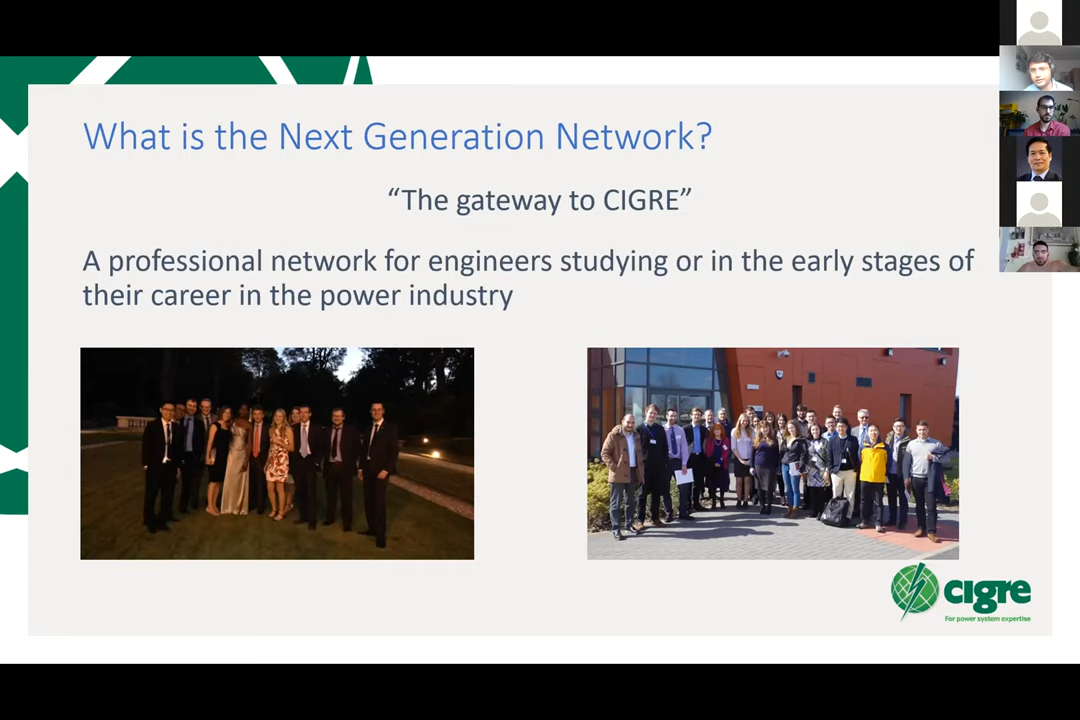 What is the Next Generation Network?
“The gateway to CIGRE”
A professional network for engineers studying or in the early stages of
their career in the power industry
cigre
For power system expertise